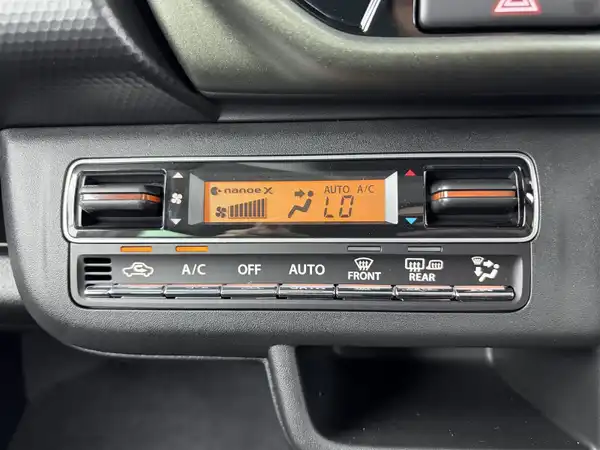 nanoe X AUTO A/C
LO
A/C OFF AUTO FRONT REAR